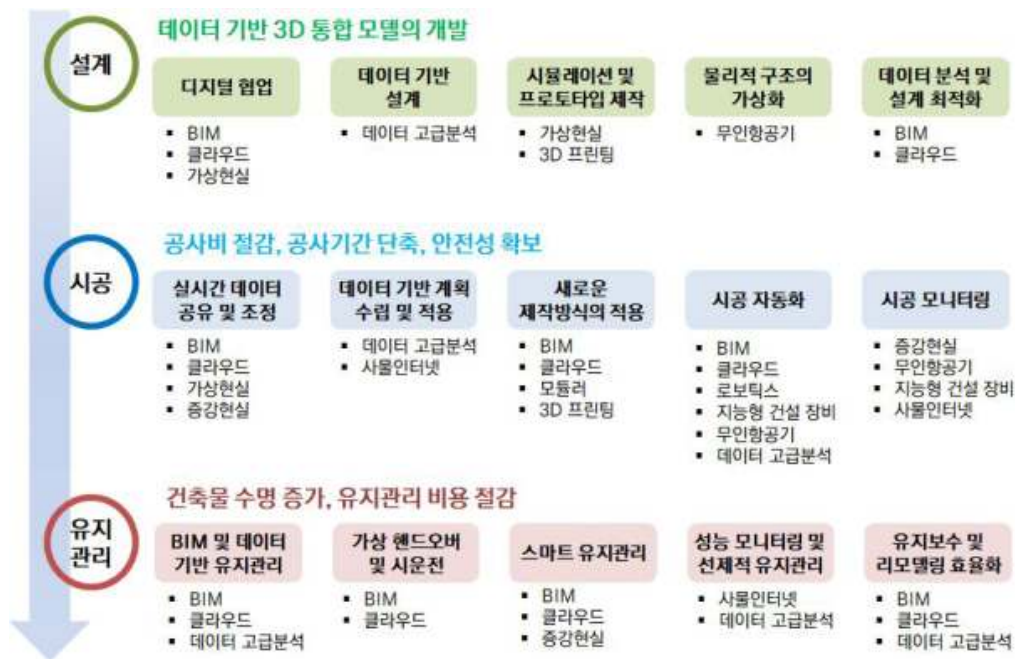 데이터 기반 3D 통합 모델의 개발
설계
디지털 협업
▪ BIM
▪ 클라우드
▪ 가상현실
데이터 기반
설계
▪ 데이터 고급분석
시뮬레이션 및
프로토타입 제작
▪ 가상현실
▪ 3D 프린팅
물리적 구조의
가상화
▪ 무인항공기
데이터 분석 및
설계 최적화
▪ BIM
▪ 클라우드
공사비 절감, 공사기간 단축, 안전성 확보
시공
실시간 데이터
공유 및 조정
▪ BIM
▪ 클라우드
▪ 가상현실
▪ 증강현실
데이터 기반 계획
수립 및 적용
▪ 데이터 고급분석
▪ 사물인터넷
새로운
제작방식의 적용
▪ BIM
▪ 클라우드
▪ 모듈러
▪ 3D 프린팅
시공 자동화
▪ BIM
▪ 클라우드
▪ 로보틱스
▪ 지능형 건설 장비
▪ 무인항공기
▪ 데이터 고급분석
시공 모니터링
▪ 증강현실
▪ 무인항공기
▪ 지능형 건설 장비
▪ 사물인터넷
건축물 수명 증가, 유지관리 비용 절감
유지
관리
BIM 및 데이터
기반 유지관리
▪ BIM
▪ 클라우드
▪ 데이터 고급분석
가상 핸드오버
및 시운전
▪ BIM
▪ 클라우드
스마트 유지관리
▪ BIM
▪ 클라우드
▪ 증강현실
성능 모니터링 및
선제적 유지관리
▪ 사물인터넷
▪ 데이터 고급분석
유지보수 및
리모델링 효율화
▪ BIM
▪ 클라우드
▪ 데이터 고급분석